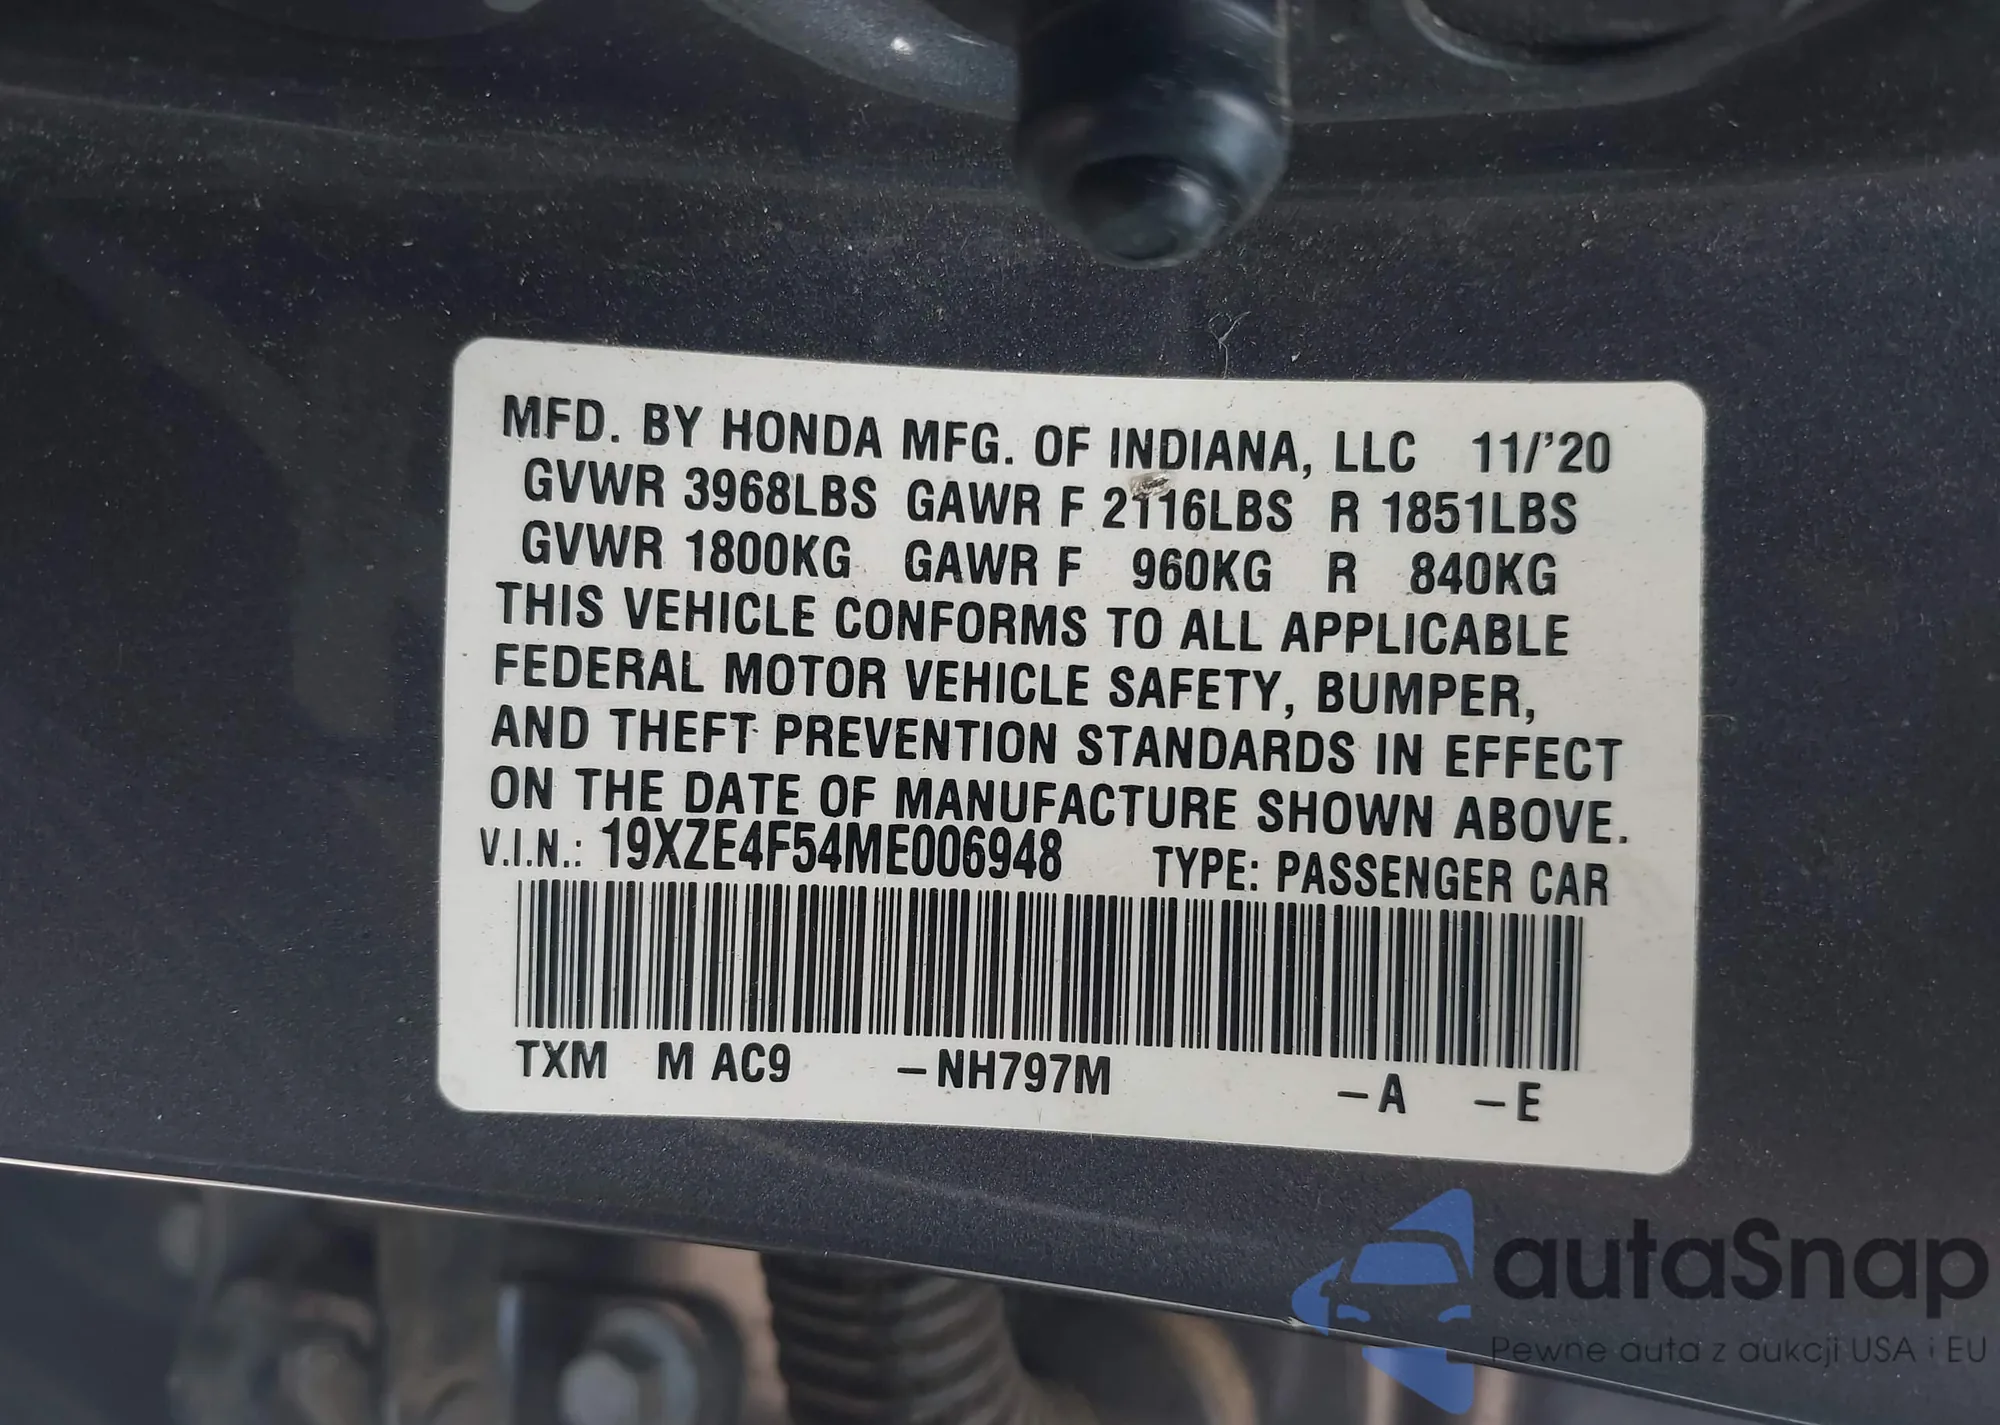 MFD. BY HONDA MFG. OF INDIANA, LLC 11/'20
GVWR 3968LBS GAWR F 2116LBS R 1851LBS
GVWR 1800KG GAWR F 960KG R 840KG
THIS VEHICLE CONFORMS TO ALL APPLICABLE
FEDERAL MOTOR VEHICLE SAFETY, BUMPER,
AND THEFT PREVENTION STANDARDS IN EFFECT
ON THE DATE OF MANUFACTURE SHOWN ABOVE.
V.I.N.: 19XZE4F54ME006948 TYPE: PASSENGER CAR
TXM M AC9 –NH797M –A –E
autaSnap
Pewne auta z aukcji USA i EU